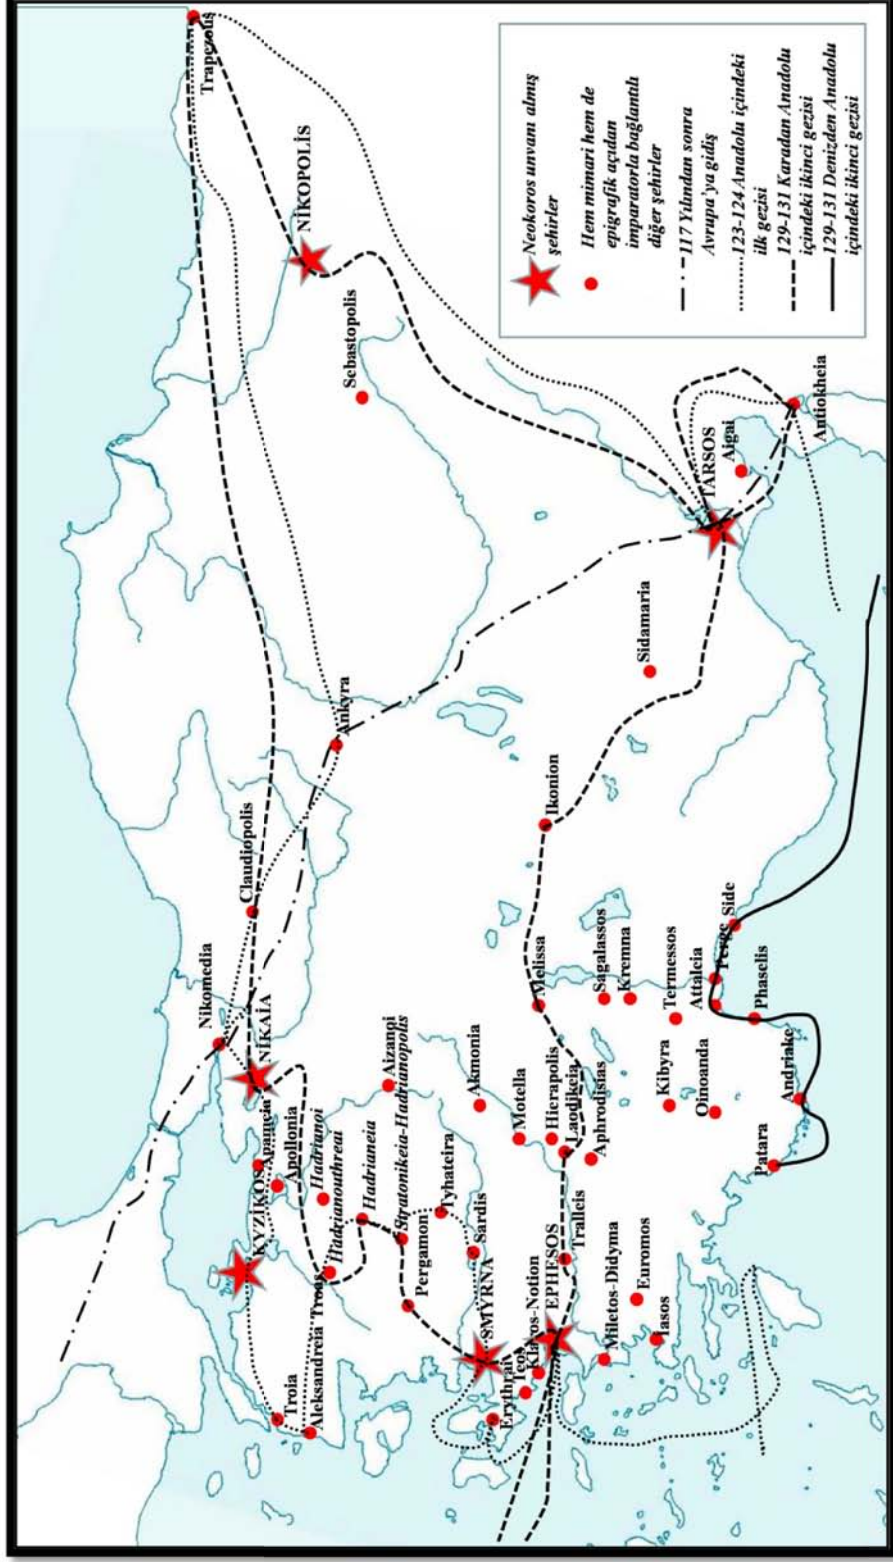 Trapezous
NİKOPOLİS
Sebastopolis
Neokoros unvanı almış
şehirler
Hem mimari hem de
epigrafik açıdan
imparatorla bağlantılı
diğer şehirler
117 Yılından sonra
Avrupa'ya gidiş
123-124 Anadolu içindeki
ilk gezisi
129-131 Karadan Anadolu
içindeki ikinci gezisi
129-131 Denizden Anadolu
içindeki ikinci gezisi
TARSOS
Aigai
Antiokheia
Sidamaria
Ankyra
Ikonion
Claudiopolis
Nikomedia
NİKAİA
Apameia
KYZİKOS
Apollonia
Hadrianoi
Hadrianouthreai
Hadrianeia
Stratonikeia-Hadrianopolis
Aizanoi
Akmonia
Motella
Hierapolis
Laodikeia
Aphrodisias
Melissa
Sagalassos
Kremna
Termessos
Attaleia
Perge
Side
Phaselis
Kibyra
Oinoanda
Andriake
Patara
Pergamon
Tyhateira
Sardis
SMYRNA
Erythrai
Teos
Klaros-Notion
EPHESOS
Tralleis
Miletos-Didyma
Euromos
Iasos
Troia
Aleksandreia Troas